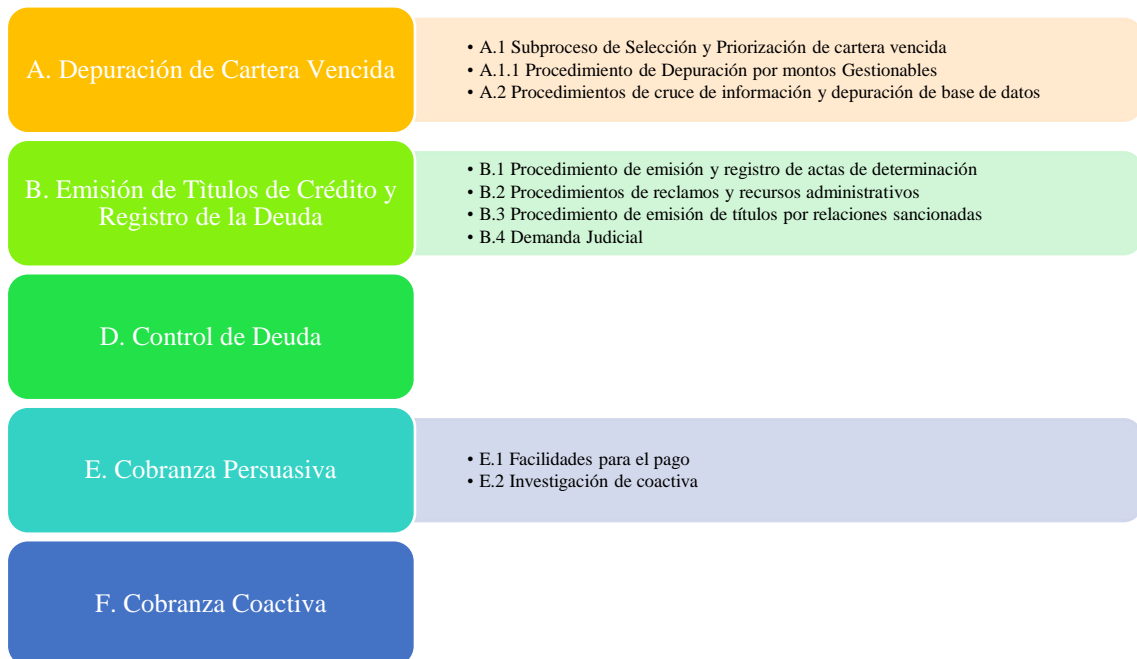 A. Depuración de Cartera Vencida
• A.1 Subproceso de Selección y Priorización de cartera vencida
• A.1.1 Procedimiento de Depuración por montos Gestionables
• A.2 Procedimientos de cruce de información y depuración de base de datos
B. Emisión de Tìtulos de Crédito y
Registro de la Deuda
• B.1 Procedimiento de emisión y registro de actas de determinación
• B.2 Procedimientos de reclamos y recursos administrativos
• B.3 Procedimiento de emisión de títulos por relaciones sancionadas
• B.4 Demanda Judicial
D. Control de Deuda
E. Cobranza Persuasiva
• E.1 Facilidades para el pago
• E.2 Investigación de coactiva
F. Cobranza Coactiva